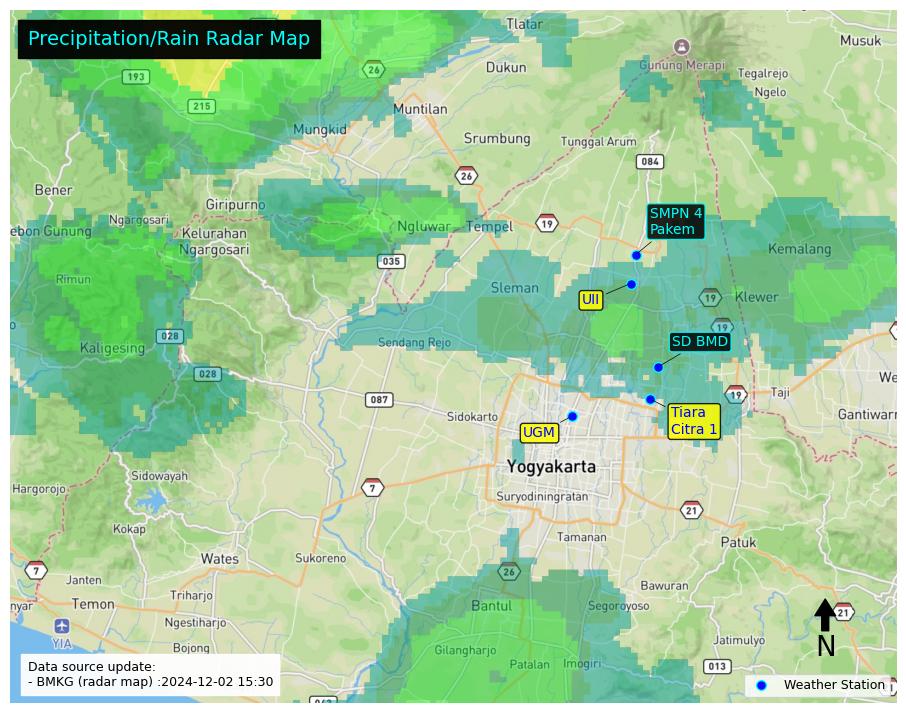 Precipitation/Rain Radar Map
Tlatar
Musuk
Gunung Merapi
193
26
Dukun
Tegalrejo
Ngelo
215
Muntilan
Mungkid
Srumbung
Tunggal Arum
084
26
Bener
Giripurno
Ngargosari
SMPN 4
Pakem
ebon Gunung
Kelurahan
Ngargosari
Ngluwar
Tempel
19
Kemalang
035
Rimun
Sleman
UII
19
Klewer
19
028
Kaligesing
Sendang Rejo
SD BMD
028
We
087
19
Taji
Sidokarto
Tiara
Citra 1
Gantiwarn
UGM
Yogyakarta
Sidowayah
Hargorojo
7
Suryodiningratan
21
Kokap
Tamanan
Patuk
Wates
Sukoreno
7
26
Janten
Bawuran
Triharjo
nyar
Temon
Bantul
Segoroyoso
21
Ngestiharjo
YIA
N
Bojong
Jatimulyo
Gilangharjo
Patalan
Imogiri
013
Data source update:
- BMKG (radar map) :2024-12-02 15:30
Weather Station